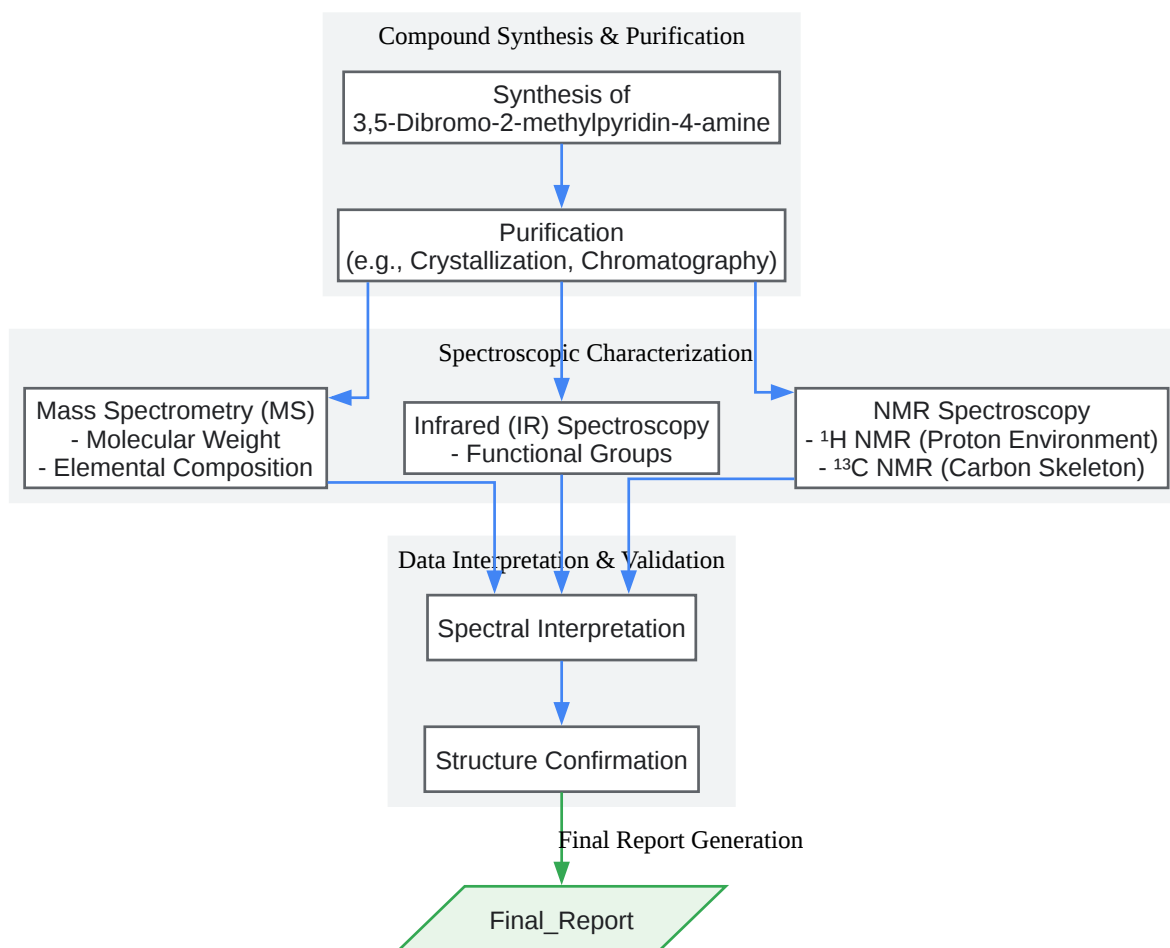 Compound Synthesis & Purification
Synthesis of
3,5-Dibromo-2-methylpyridin-4-amine
Purification
(e.g., Crystallization, Chromatography)
Spectroscopic Characterization
Mass Spectrometry (MS)
- Molecular Weight
- Elemental Composition
Infrared (IR) Spectroscopy
- Functional Groups
NMR Spectroscopy
- ¹H NMR (Proton Environment)
- ¹³C NMR (Carbon Skeleton)
Data Interpretation & Validation
Spectral Interpretation
Structure Confirmation
Final Report Generation
Final_Report